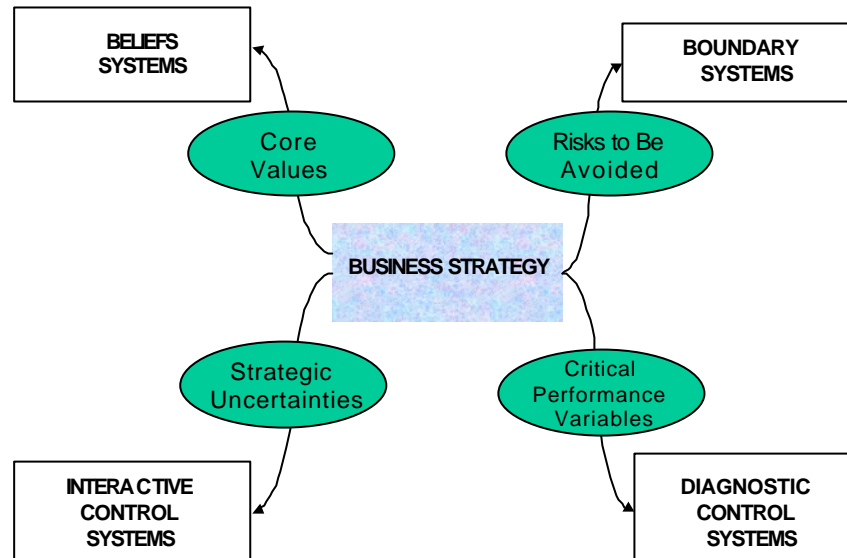 BELIEFS
SYSTEMS
BOUNDARY
SYSTEMS
Core
Values
Risks to Be
Avoided
BUSINESS STRATEGY
Strategic
Uncertainties
Critical
Performance
Variables
INTERACTIVE
CONTROL
SYSTEMS
DIAGNOSTIC
CONTROL
SYSTEMS